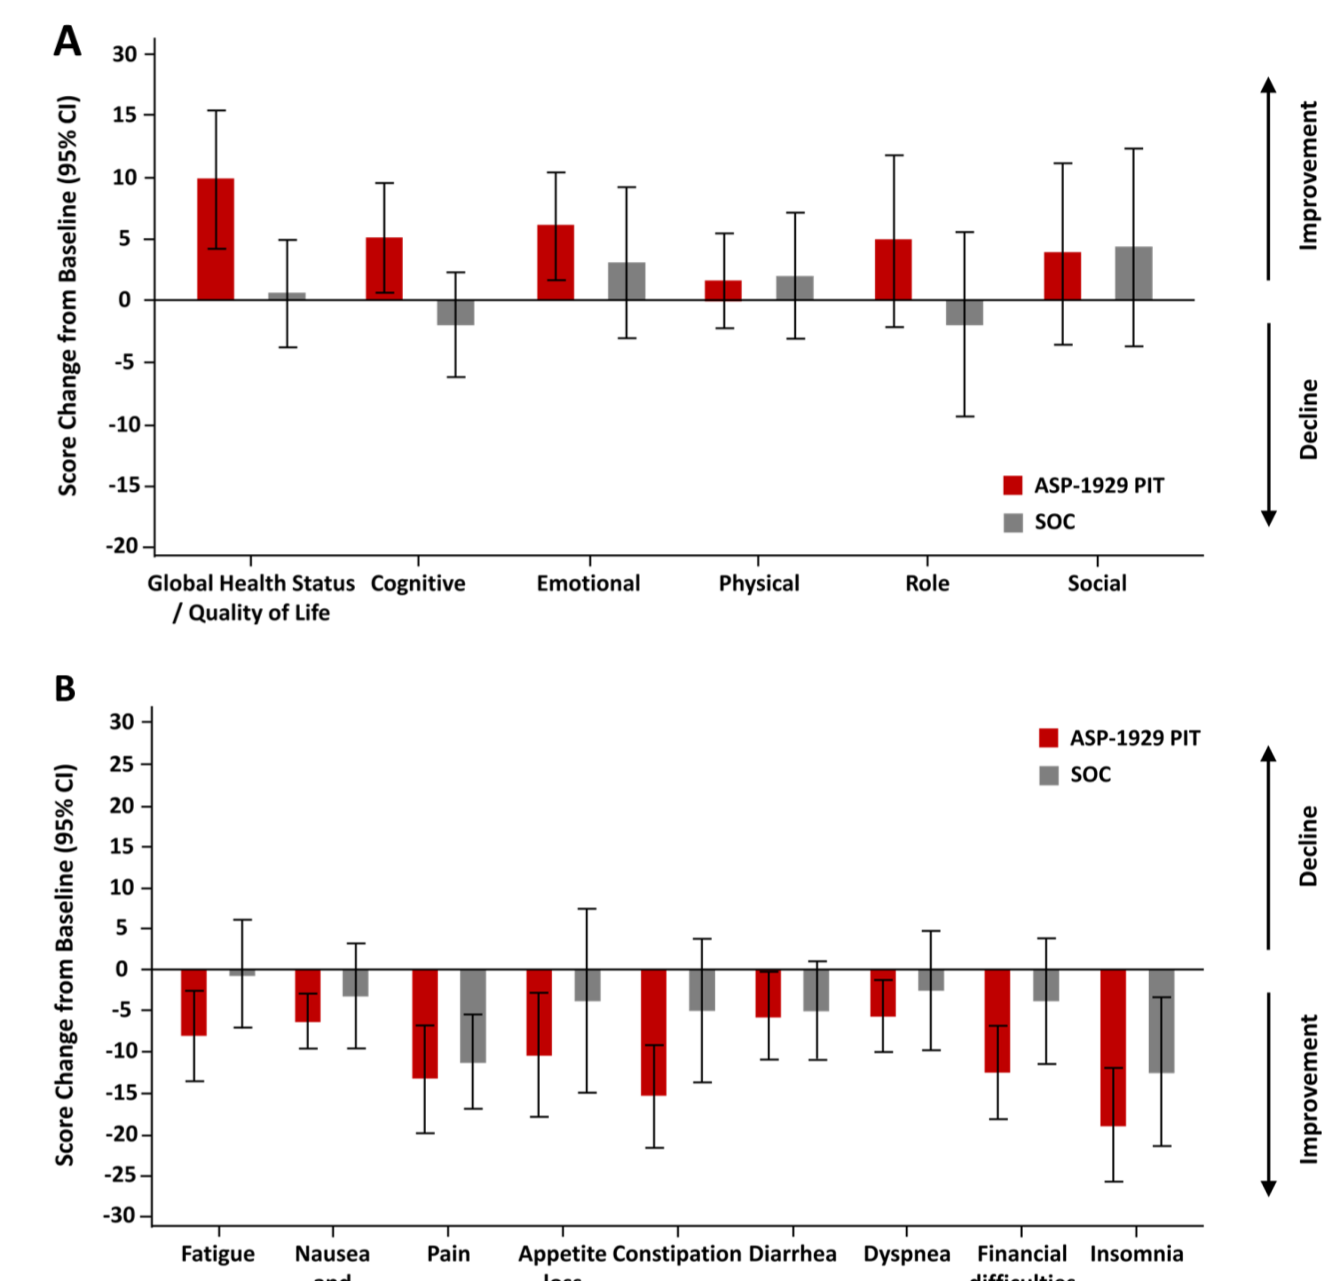 A
Score Change from Baseline (95% CI)
30
15
10
5
0
-5
-10
-15
-20
Improvement
Decline
ASP-1929 PIT
SOC
Global Health Status Cognitive Emotional Physical Role Social
/ Quality of Life
B
Score Change from Baseline (95% CI)
30
25
20
15
10
5
0
-5
-10
-15
-20
-25
-30
ASP-1929 PIT
SOC
Decline
Improvement
Fatigue Nausea Pain Appetite Constipation Diarrhea Dyspnea Financial Insomnia
and loss difficulties